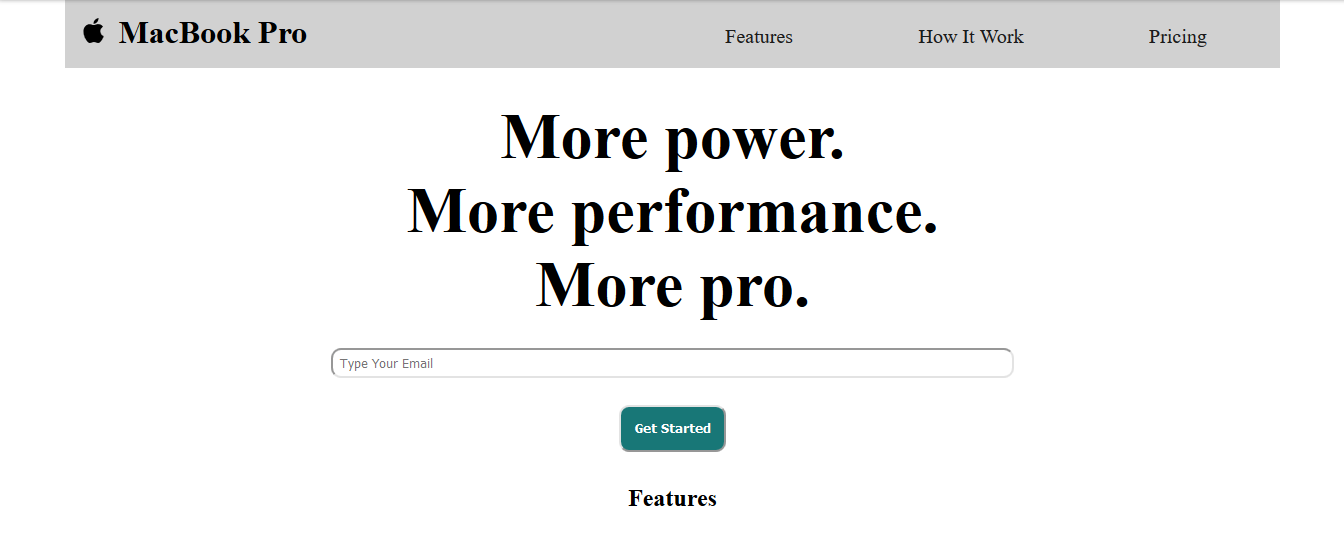 MacBook Pro
Features
How It Work
Pricing
More power.
More performance.
More pro.
Type Your Email
Get Started
Features